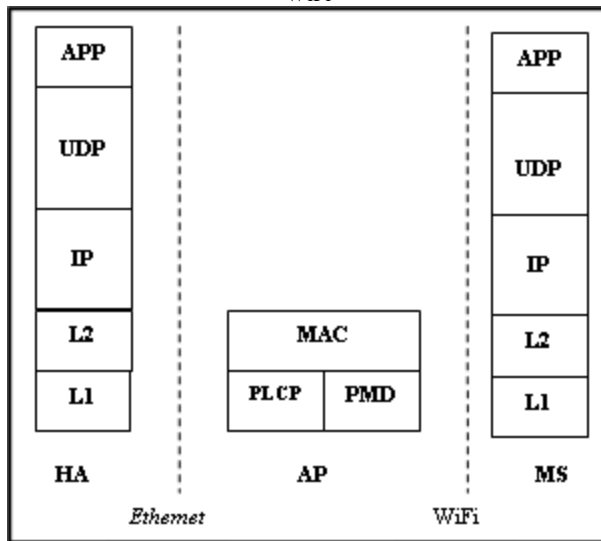 APP
APP
UDP
UDP
IP
IP
L2
MAC
L2
L1
PLCP PMD
L1
HA
AP
MS
Ethernet
WiFi